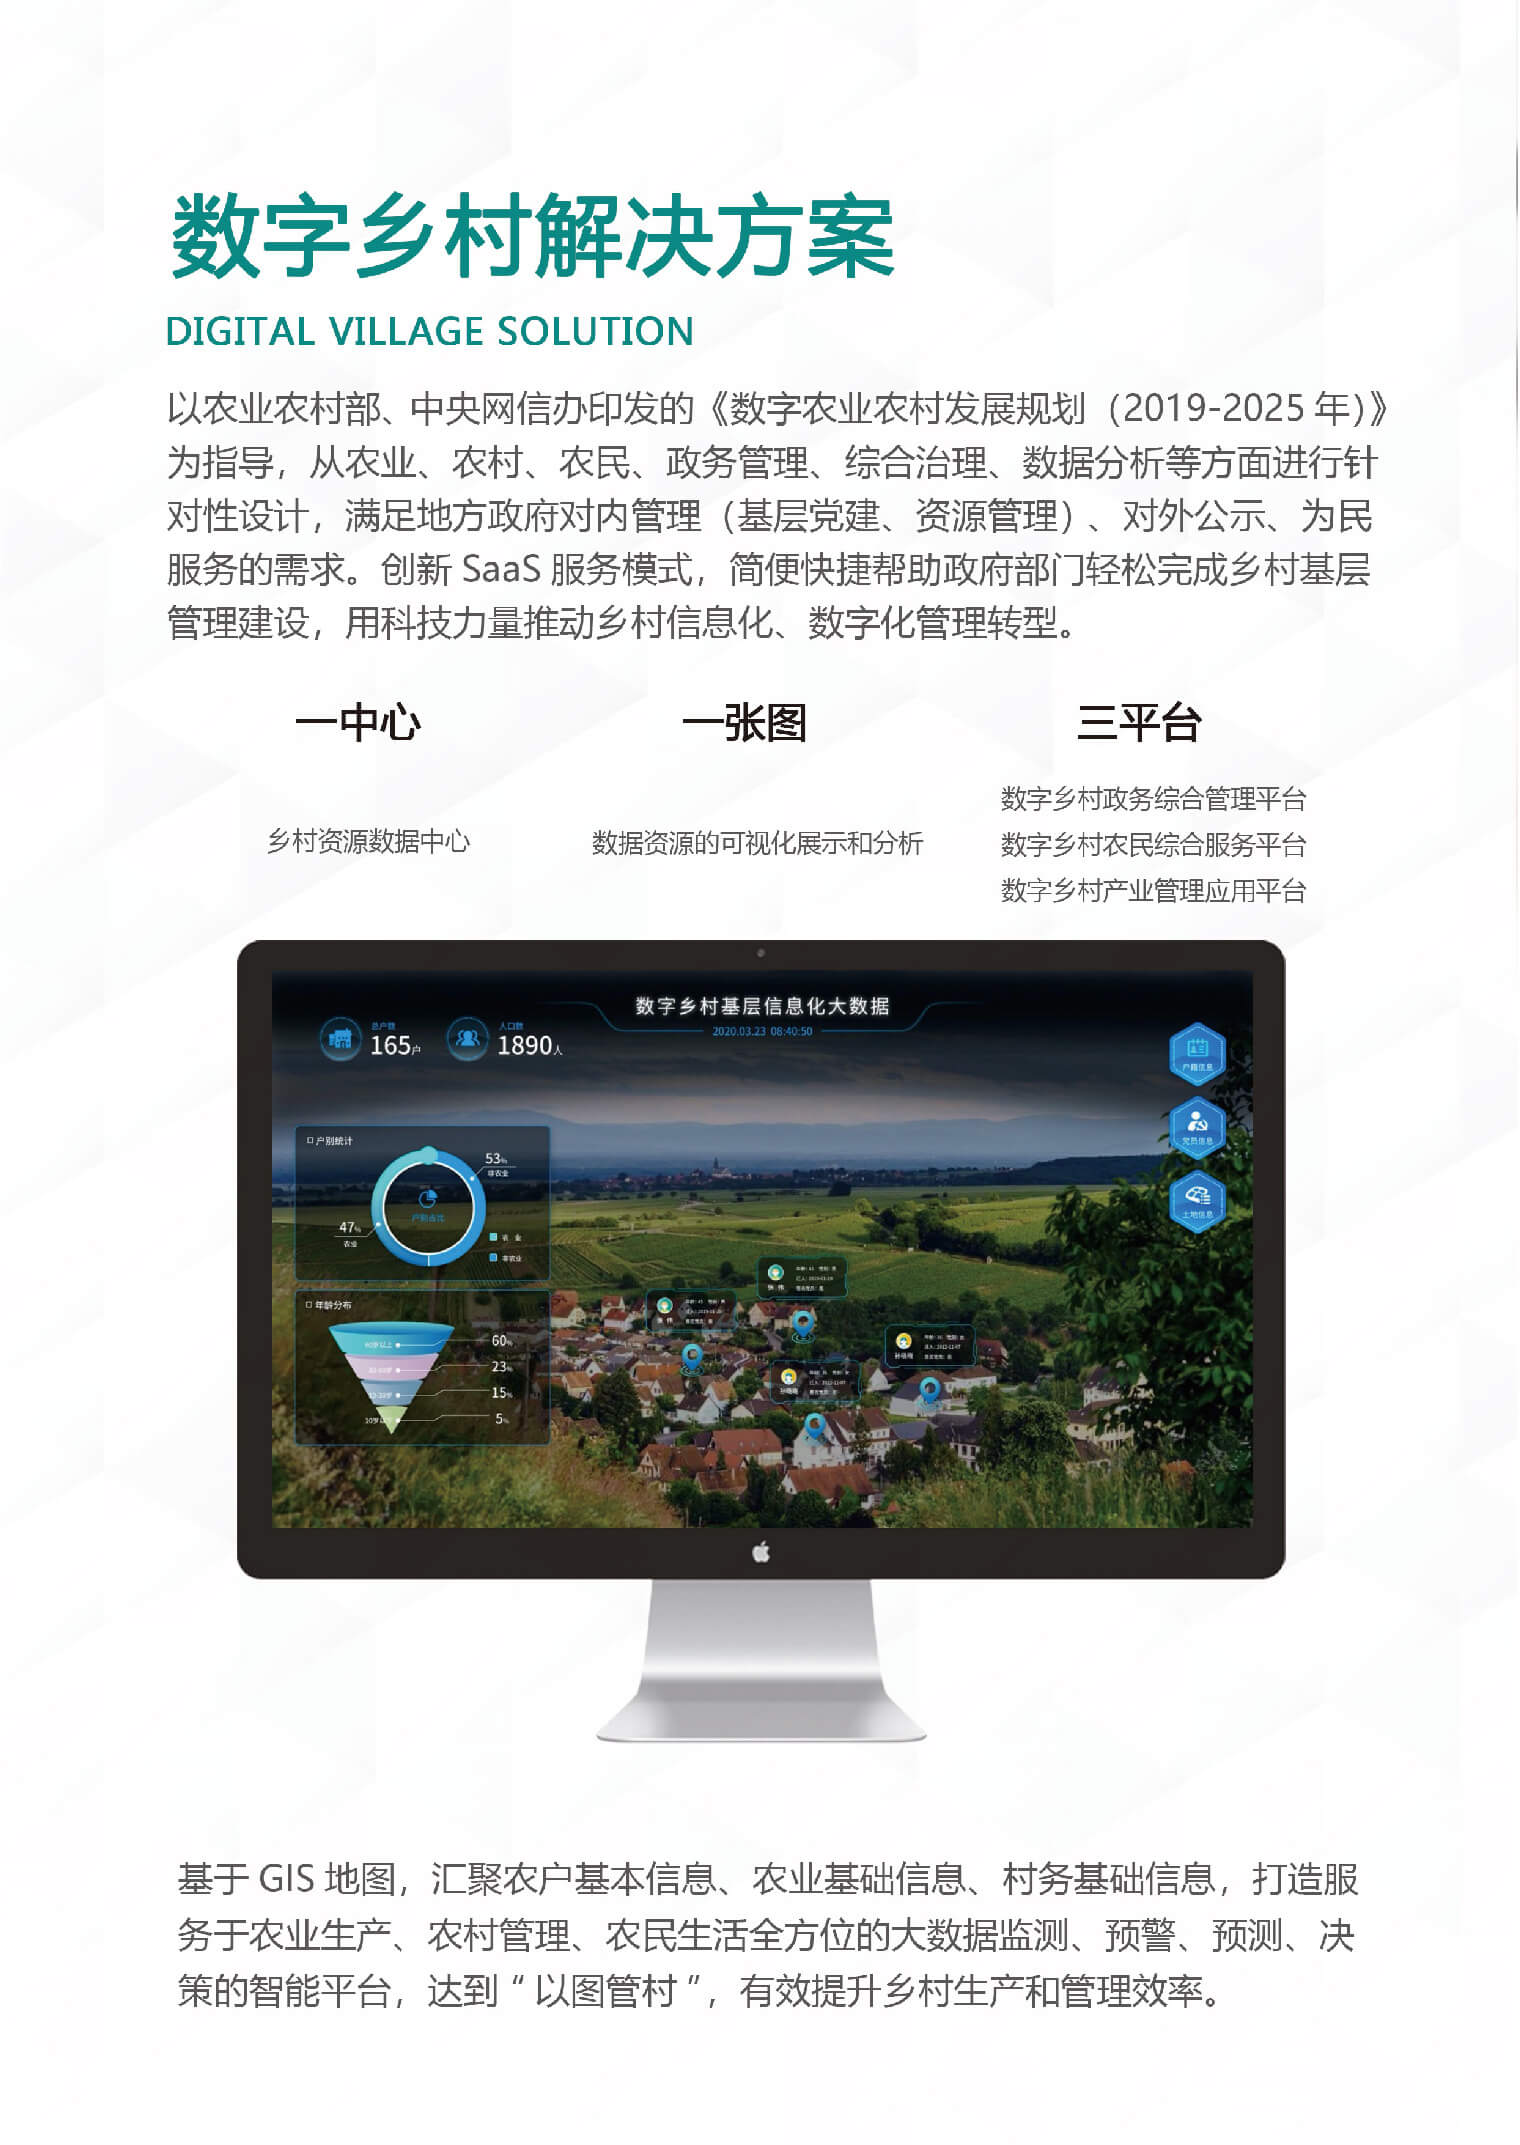 数字乡村解决方案
DIGITAL VILLAGE SOLUTION
以农业农村部、中央网信办印发的《数字农业农村发展规划（2019-2025 年）》
为指导，从农业、农村、农民、政务管理、综合治理、数据分析等方面进行针
对性设计，满足地方政府对内管理（基层党建、资源管理）、对外公示、为民
服务的需求。创新 SaaS 服务模式，简便快捷帮助政府部门轻松完成乡村基层
管理建设，用科技力量推动乡村信息化、数字化管理转型。
一中心
一张图
三平台
乡村资源数据中心
数据资源的可视化展示和分析
数字乡村政务综合管理平台
数字乡村农民综合服务平台
数字乡村产业管理应用平台
数字乡村基层信息化大数据
2020.03.23 08:40:50
总户数
165户
人口数
1890人
户籍信息
党员信息
土地信息
户别统计
53%
非农业
户别占比
47%
农业
农 业
非农业
年龄分布
60%
23%
15%
5%
张 伟
张 伟
孙晓梅
基于 GIS 地图，汇聚农户基本信息、农业基础信息、村务基础信息，打造服
务于农业生产、农村管理、农民生活全方位的大数据监测、预警、预测、决
策的智能平台，达到“ 以图管村 ”，有效提升乡村生产和管理效率。